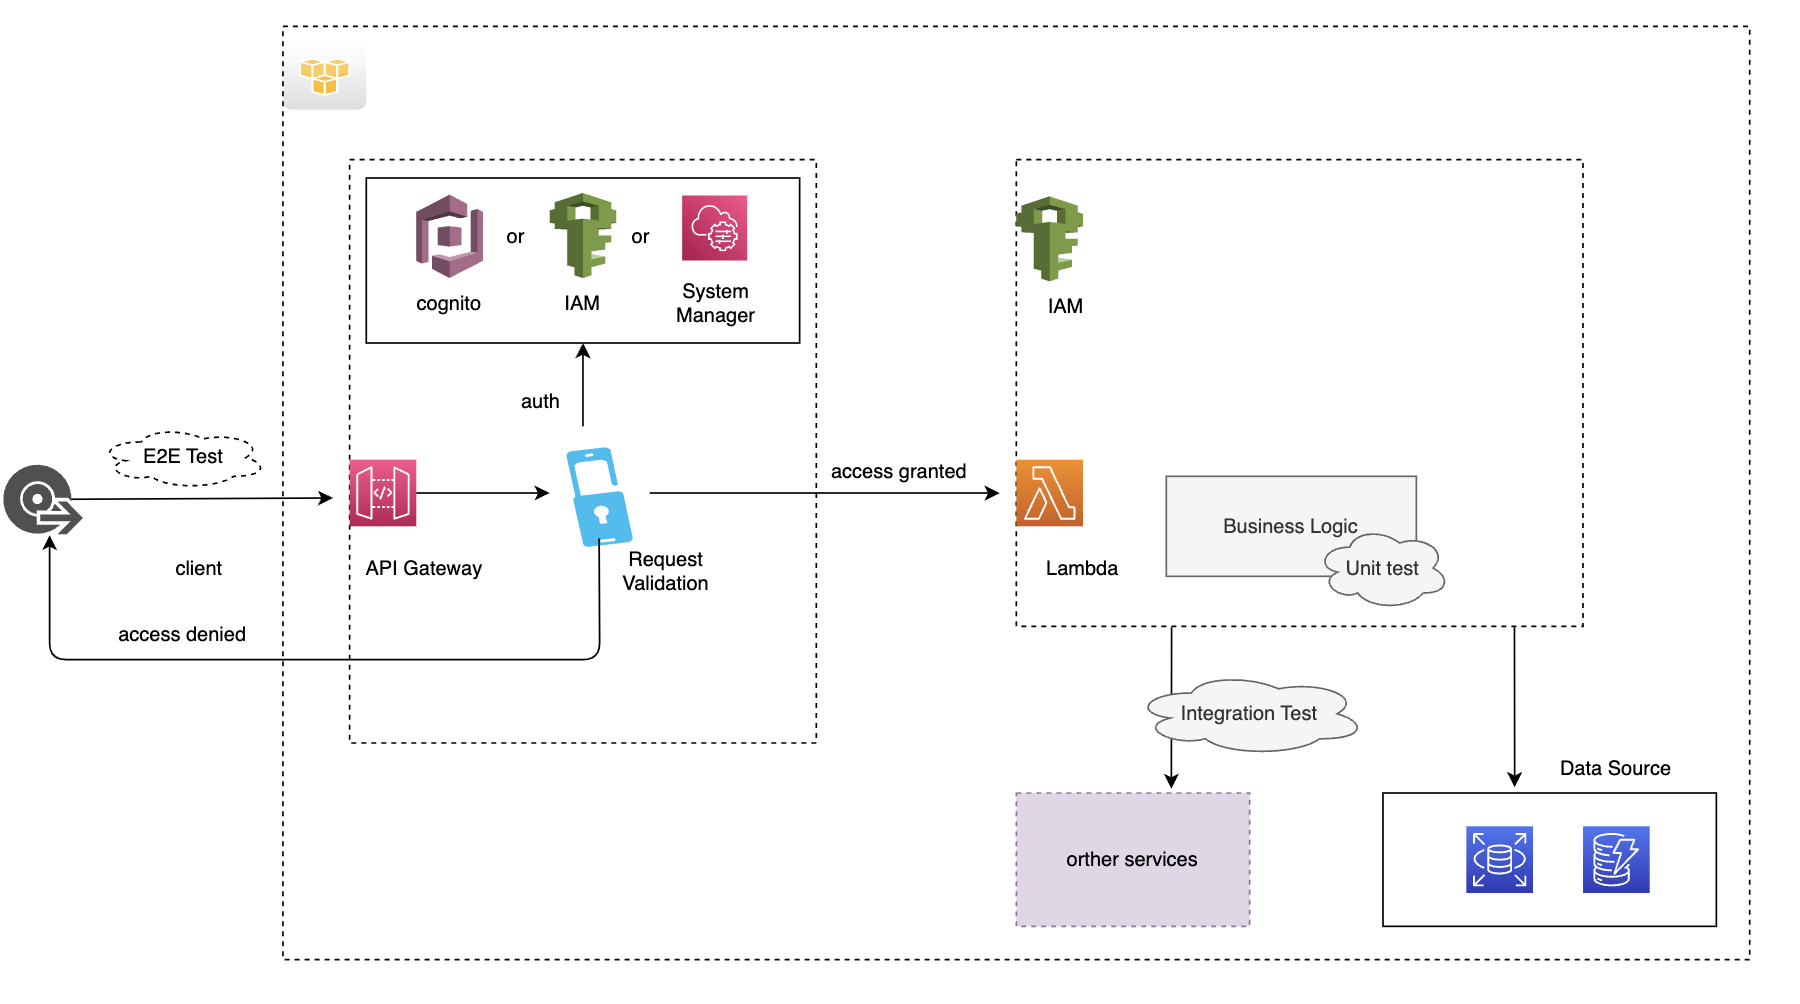 cognito
or
IAM
or
System
Manager
IAM
auth
E2E Test
access granted
client
API Gateway
Request
Validation
Lambda
Business Logic
Unit test
access denied
Integration Test
Data Source
orther services